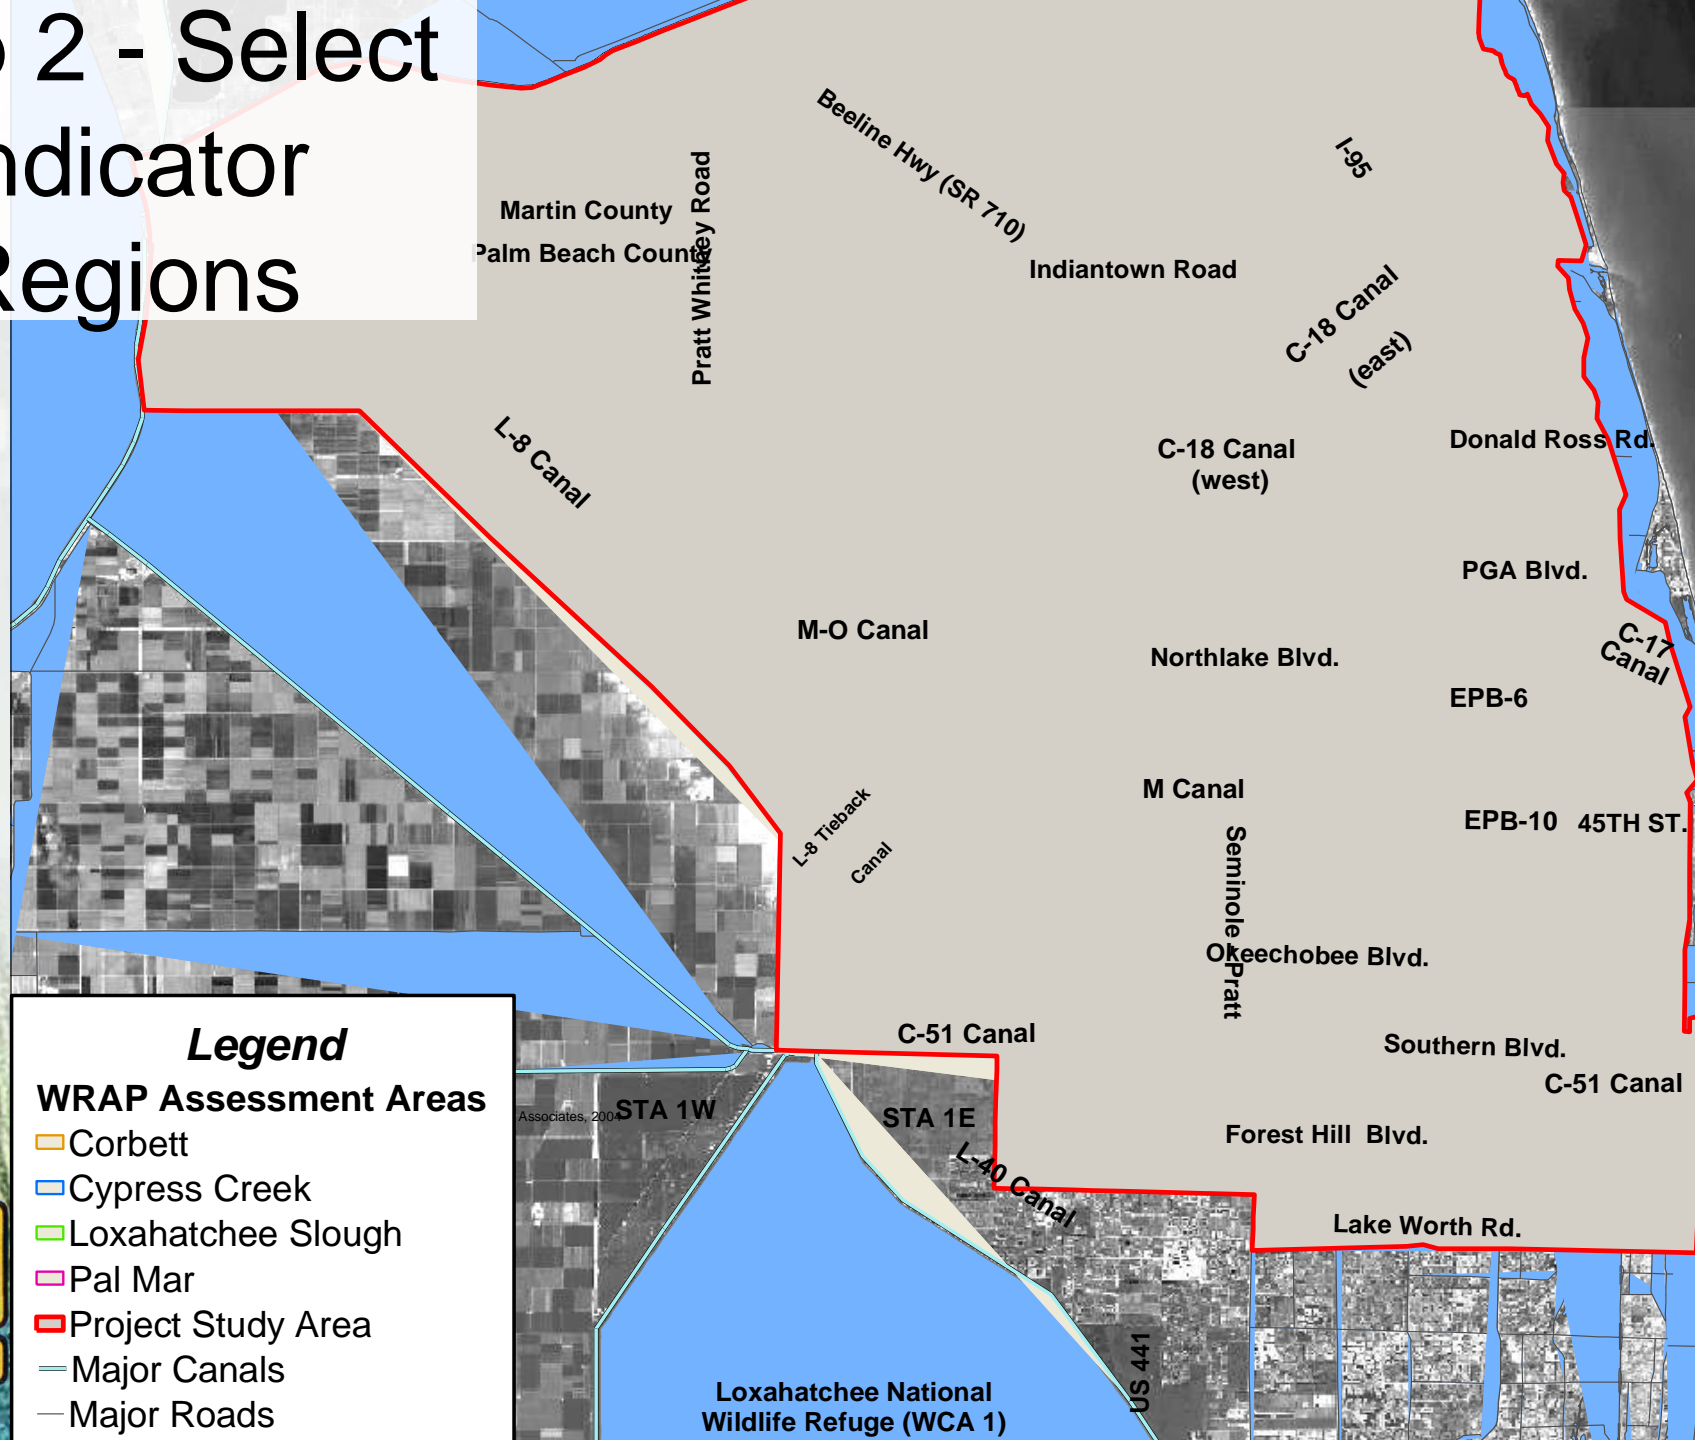 2 - Select
ndicator
Regions
Beeline Hwy (SR 710)
I-95
Martin County
Palm Beach County
Pratt Whitney Road
Indiantown Road
C-18 Canal
(east)
L-8 Canal
C-18 Canal
(west)
Donald Ross Rd.
PGA Blvd.
M-O Canal
Northlake Blvd.
C-17
Canal
EPB-6
M Canal
L-8 Tieback
Canal
EPB-10
45TH ST.
Seminole - Pratt
Okeechobee Blvd.
C-51 Canal
Southern Blvd.
C-51 Canal
Associates, 2004
STA 1W
STA 1E
Forest Hill Blvd.
L-40 Canal
Lake Worth Rd.
US 441
Loxahatchee National
Wildlife Refuge (WCA 1)
Legend
WRAP Assessment Areas
Corbett
Cypress Creek
Loxahatchee Slough
Pal Mar
Project Study Area
Major Canals
Major Roads